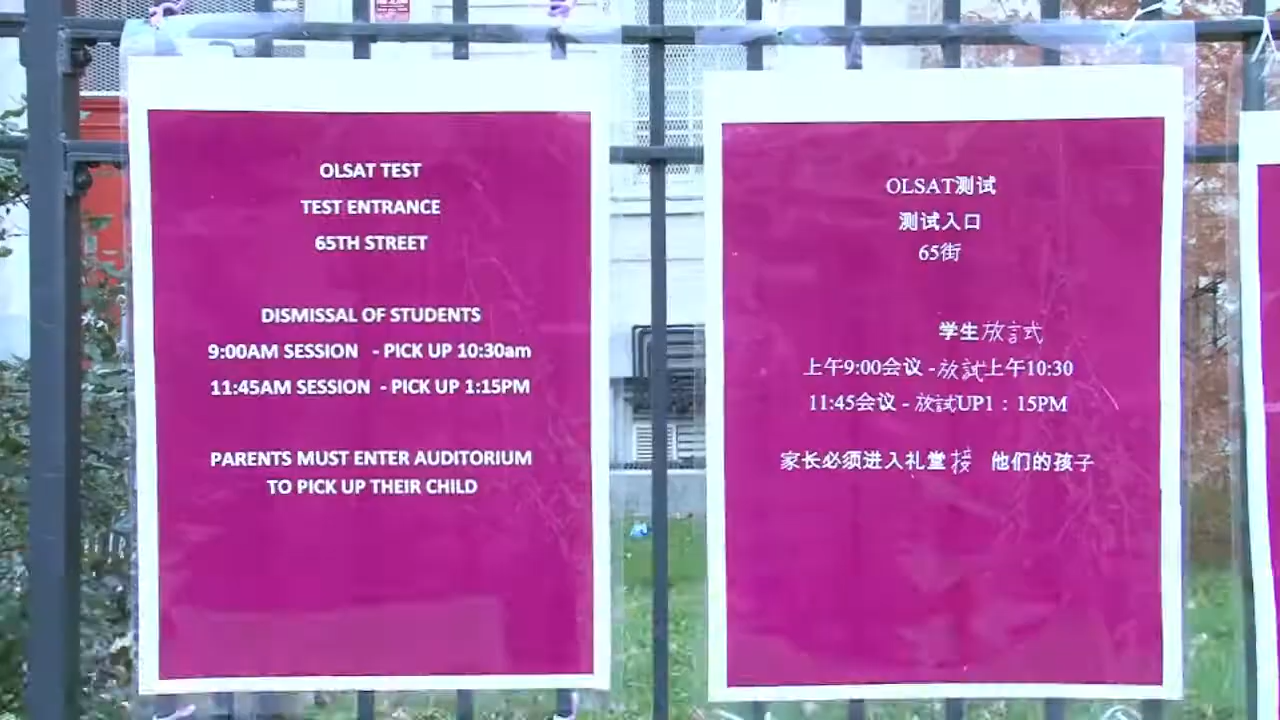 OLSAT TEST
TEST ENTRANCE
65TH STREET
DISMISSAL OF STUDENTS
9:00AM SESSION - PICK UP 10:30am
11:45AM SESSION - PICK UP 1:15PM
PARENTS MUST ENTER AUDITORIUM
TO PICK UP THEIR CHILD
OLSAT测试
测试入口
65街
学生放試
上午9:00会议 - 放試上午10:30
11:45会议 - 放試UP1：15PM
家长必须进入礼堂接 他们的孩子